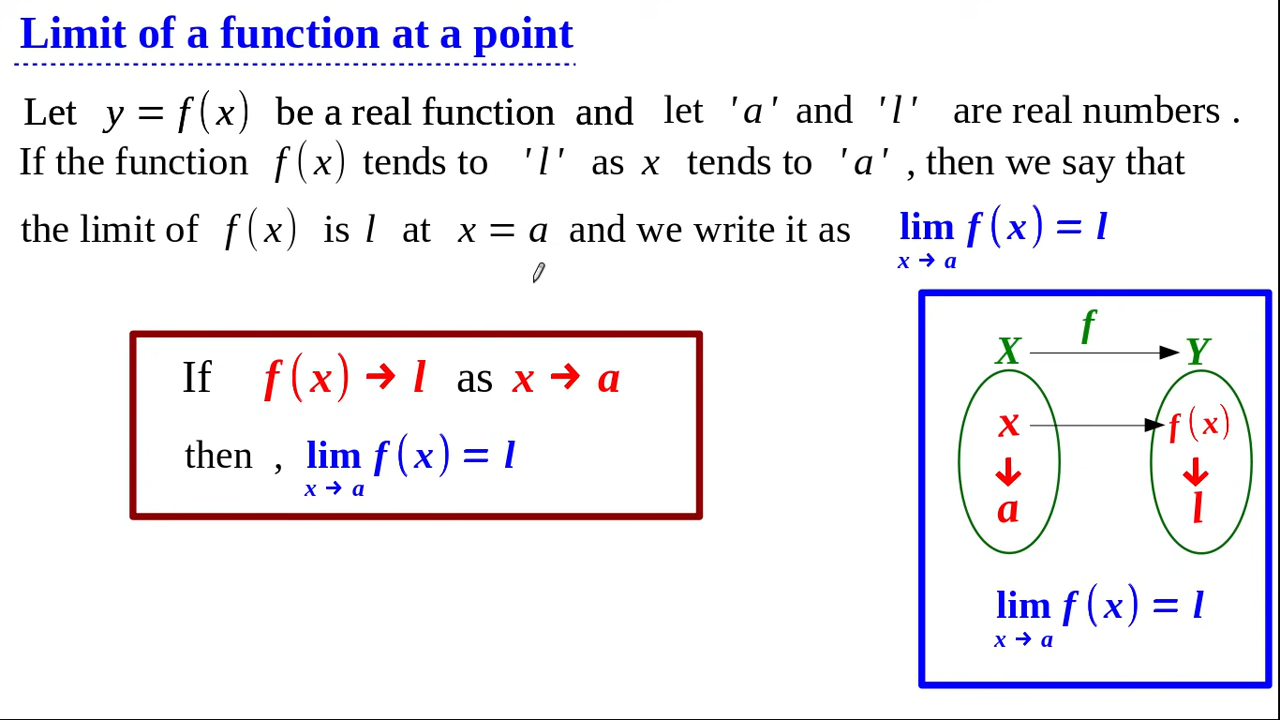 Limit of a function at a point
Let y = f(x) be a real function and let 'a' and 'l' are real numbers .
If the function f(x) tends to 'l' as x tends to 'a' , then we say that
the limit of f(x) is l at x = a and we write it as lim f(x) = l
x → a
If f(x) → l as x → a
then , lim f(x) = l
x → a
f
X Y
x f(x)
↓ ↓
a l
lim f(x) = l
x → a